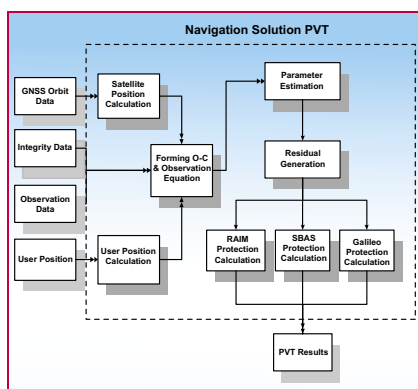 Navigation Solution PVT
GNSS Orbit
Data
Satellite
Position
Calculation
Parameter
Estimation
Integrity Data
Forming O-C
& Observation
Equation
Residual
Generation
Observation
Data
User Position
User Position
Calculation
RAIM
Protection
Calculation
SBAS
Protection
Calculation
Galileo
Protection
Calculation
PVT Results